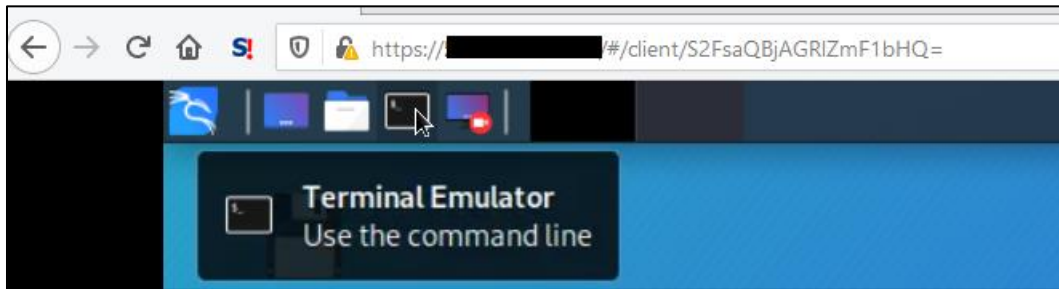 S! https:// /#/client/S2FsaQBjAGRlZmF1bHQ=
Terminal Emulator
Use the command line